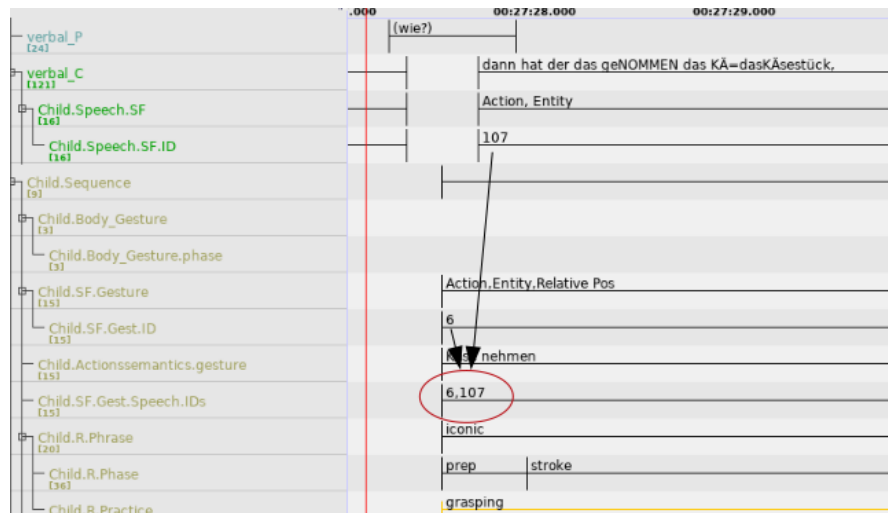 .000 00:27:28.000 00:27:29.000
verbal_P (wie?)
[24]
verbal_C dann hat der das geNOMMEN das KÄ=dasKÄsestück,
[121]
Child.Speech.SF Action, Entity
[16]
Child.Speech.SF.ID 107
[16]
Child.Sequence
[9]
Child.Body_Gesture
[3]
Child.Body_Gesture.phase
[3]
Child.SF.Gesture Action,Entity,Relative Pos
[15]
Child.SF.Gest.ID 6
[15]
Child.Actionssemantics.gesture nehmen
[15]
Child.SF.Gest.Speech.IDs 6,107
[15]
Child.R.Phrase iconic
[20]
Child.R.Phase prep stroke
[36]
Child.R.Practice grasping